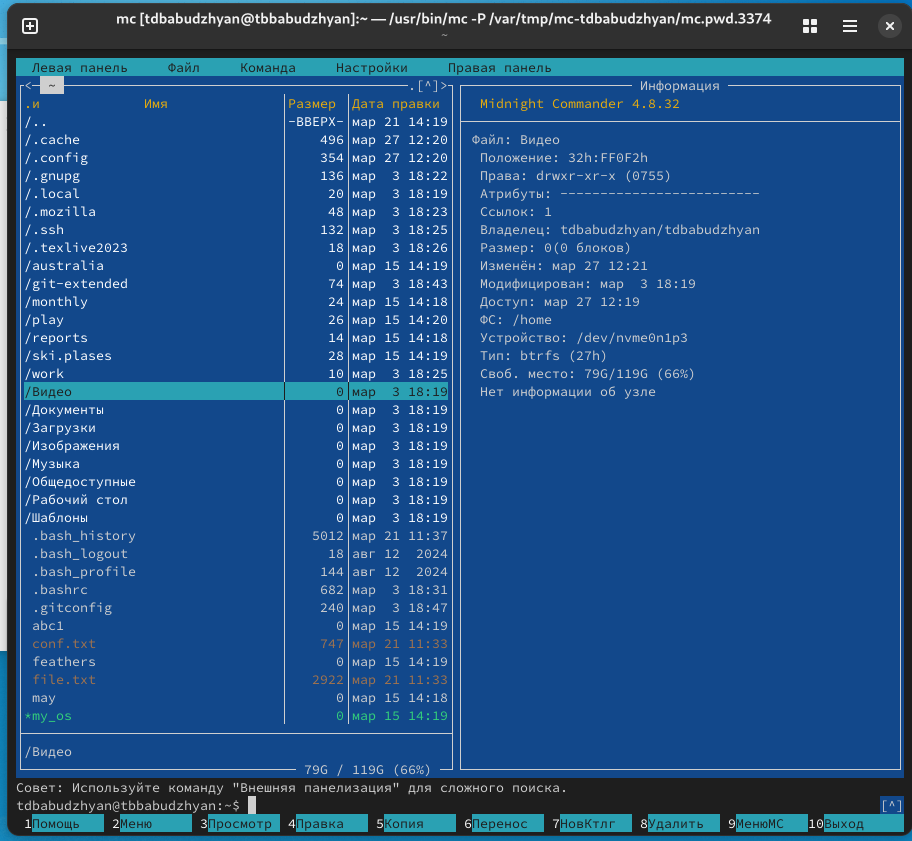 mc [tdbabudzhyan@tbbabudzhyan]:~ — /usr/bin/mc -P /var/tmp/mc-tdbabudzhyan/mc.pwd.3374
~
Левая панель Файл Команда Настройки Правая панель
<─ ~ .[^]>
.и Имя Размер Дата правки
/.. -ВВЕРХ- мар 21 14:19
/.cache 496 мар 27 12:20
/.config 354 мар 27 12:20
/.gnupg 136 мар 3 18:22
/.local 20 мар 3 18:19
/.mozilla 48 мар 3 18:23
/.ssh 132 мар 3 18:25
/.texlive2023 18 мар 3 18:26
/australia 0 мар 15 14:19
/git-extended 74 мар 3 18:43
/monthly 24 мар 15 14:18
/play 26 мар 15 14:20
/reports 14 мар 15 14:18
/ski.plases 28 мар 15 14:19
/work 10 мар 3 18:25
/Видео 0 мар 3 18:19
/Документы 0 мар 3 18:19
/Загрузки 0 мар 3 18:19
/Изображения 0 мар 3 18:19
/Музыка 0 мар 3 18:19
/Общедоступные 0 мар 3 18:19
/Рабочий стол 0 мар 3 18:19
/Шаблоны 0 мар 3 18:19
.bash_history 5012 мар 21 11:37
.bash_logout 18 авг 12 2024
.bash_profile 144 авг 12 2024
.bashrc 682 мар 3 18:31
.gitconfig 240 мар 3 18:47
abc1 0 мар 15 14:19
conf.txt 747 мар 21 11:33
feathers 0 мар 15 14:19
file.txt 2922 мар 21 11:33
may 0 мар 15 14:18
*my_os 0 мар 15 14:19
/Видео
79G / 119G (66%)
Информация
Midnight Commander 4.8.32
Файл: Видео
Положение: 32h:FF0F2h
Права: drwxr-xr-x (0755)
Атрибуты: -------------------------
Ссылок: 1
Владелец: tdbabudzhyan/tdbabudzhyan
Размер: 0(0 блоков)
Изменён: мар 27 12:21
Модифицирован: мар 3 18:19
Доступ: мар 27 12:19
ФС: /home
Устройство: /dev/nvme0n1p3
Тип: btrfs (27h)
Своб. место: 79G/119G (66%)
Нет информации об узле
Совет: Используйте команду "Внешняя панелизация" для сложного поиска.
tdbabudzhyan@tbbabudzhyan:~$ [^]
1Помощь 2Меню 3Просмотр 4Правка 5Копия 6Перенос 7НовКтлг 8Удалить 9МенюМС 10Выход